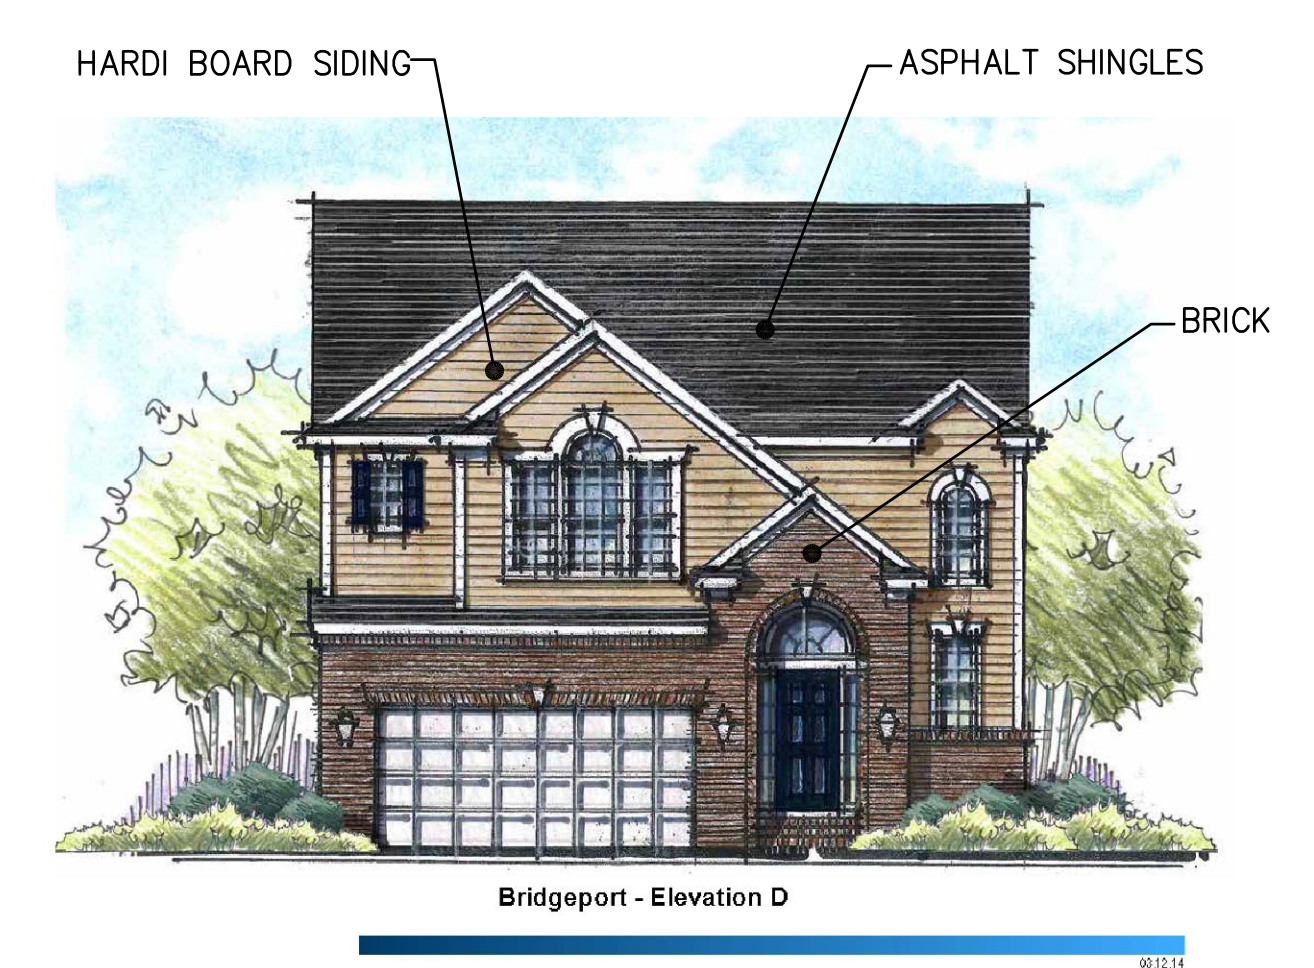 HARDI BOARD SIDING
ASPHALT SHINGLES
BRICK
Bridgeport - Elevation D
03.12.14